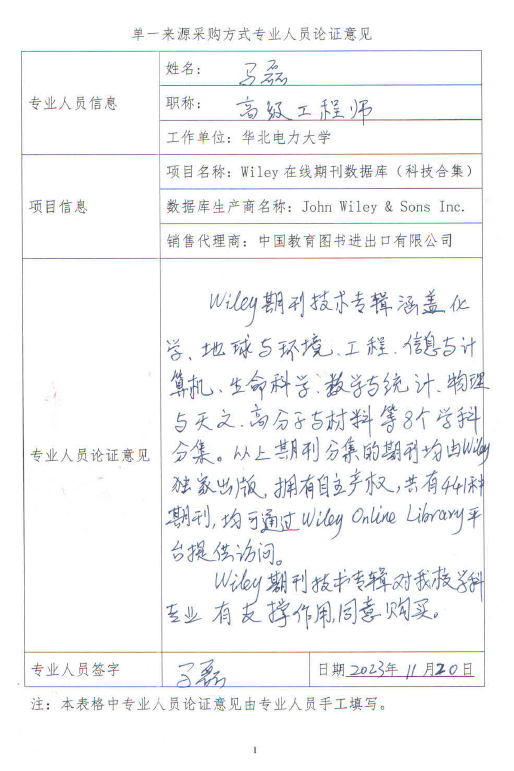 单一来源采购方式专业人员论证意见
专业人员信息
姓名： 马磊
职称： 高级工程师
工作单位：华北电力大学
项目信息
项目名称：Wiley在线期刊数据库（科技合集）
数据库生产商名称：John Wiley & Sons Inc.
销售代理商：中国教育图书进出口有限公司
专业人员论证意见
Wiley期刊技术专辑涵盖化
学、地球与环境、工程、信息与计
算机、生命科学、数学与统计、物理
与天文、高分子与材料等8个学科
分集。以上期刊分集的期刊均由Wiley
独家出版，拥有自主产权，共有441种
期刊，均可通过Wiley Online Library平
台提供访问。
Wiley期刊技术专辑对我校学科
专业有支撑作用，同意购买。
专业人员签字 马磊 日期 2023年11月20日
注：本表格中专业人员论证意见由专业人员手工填写。
1